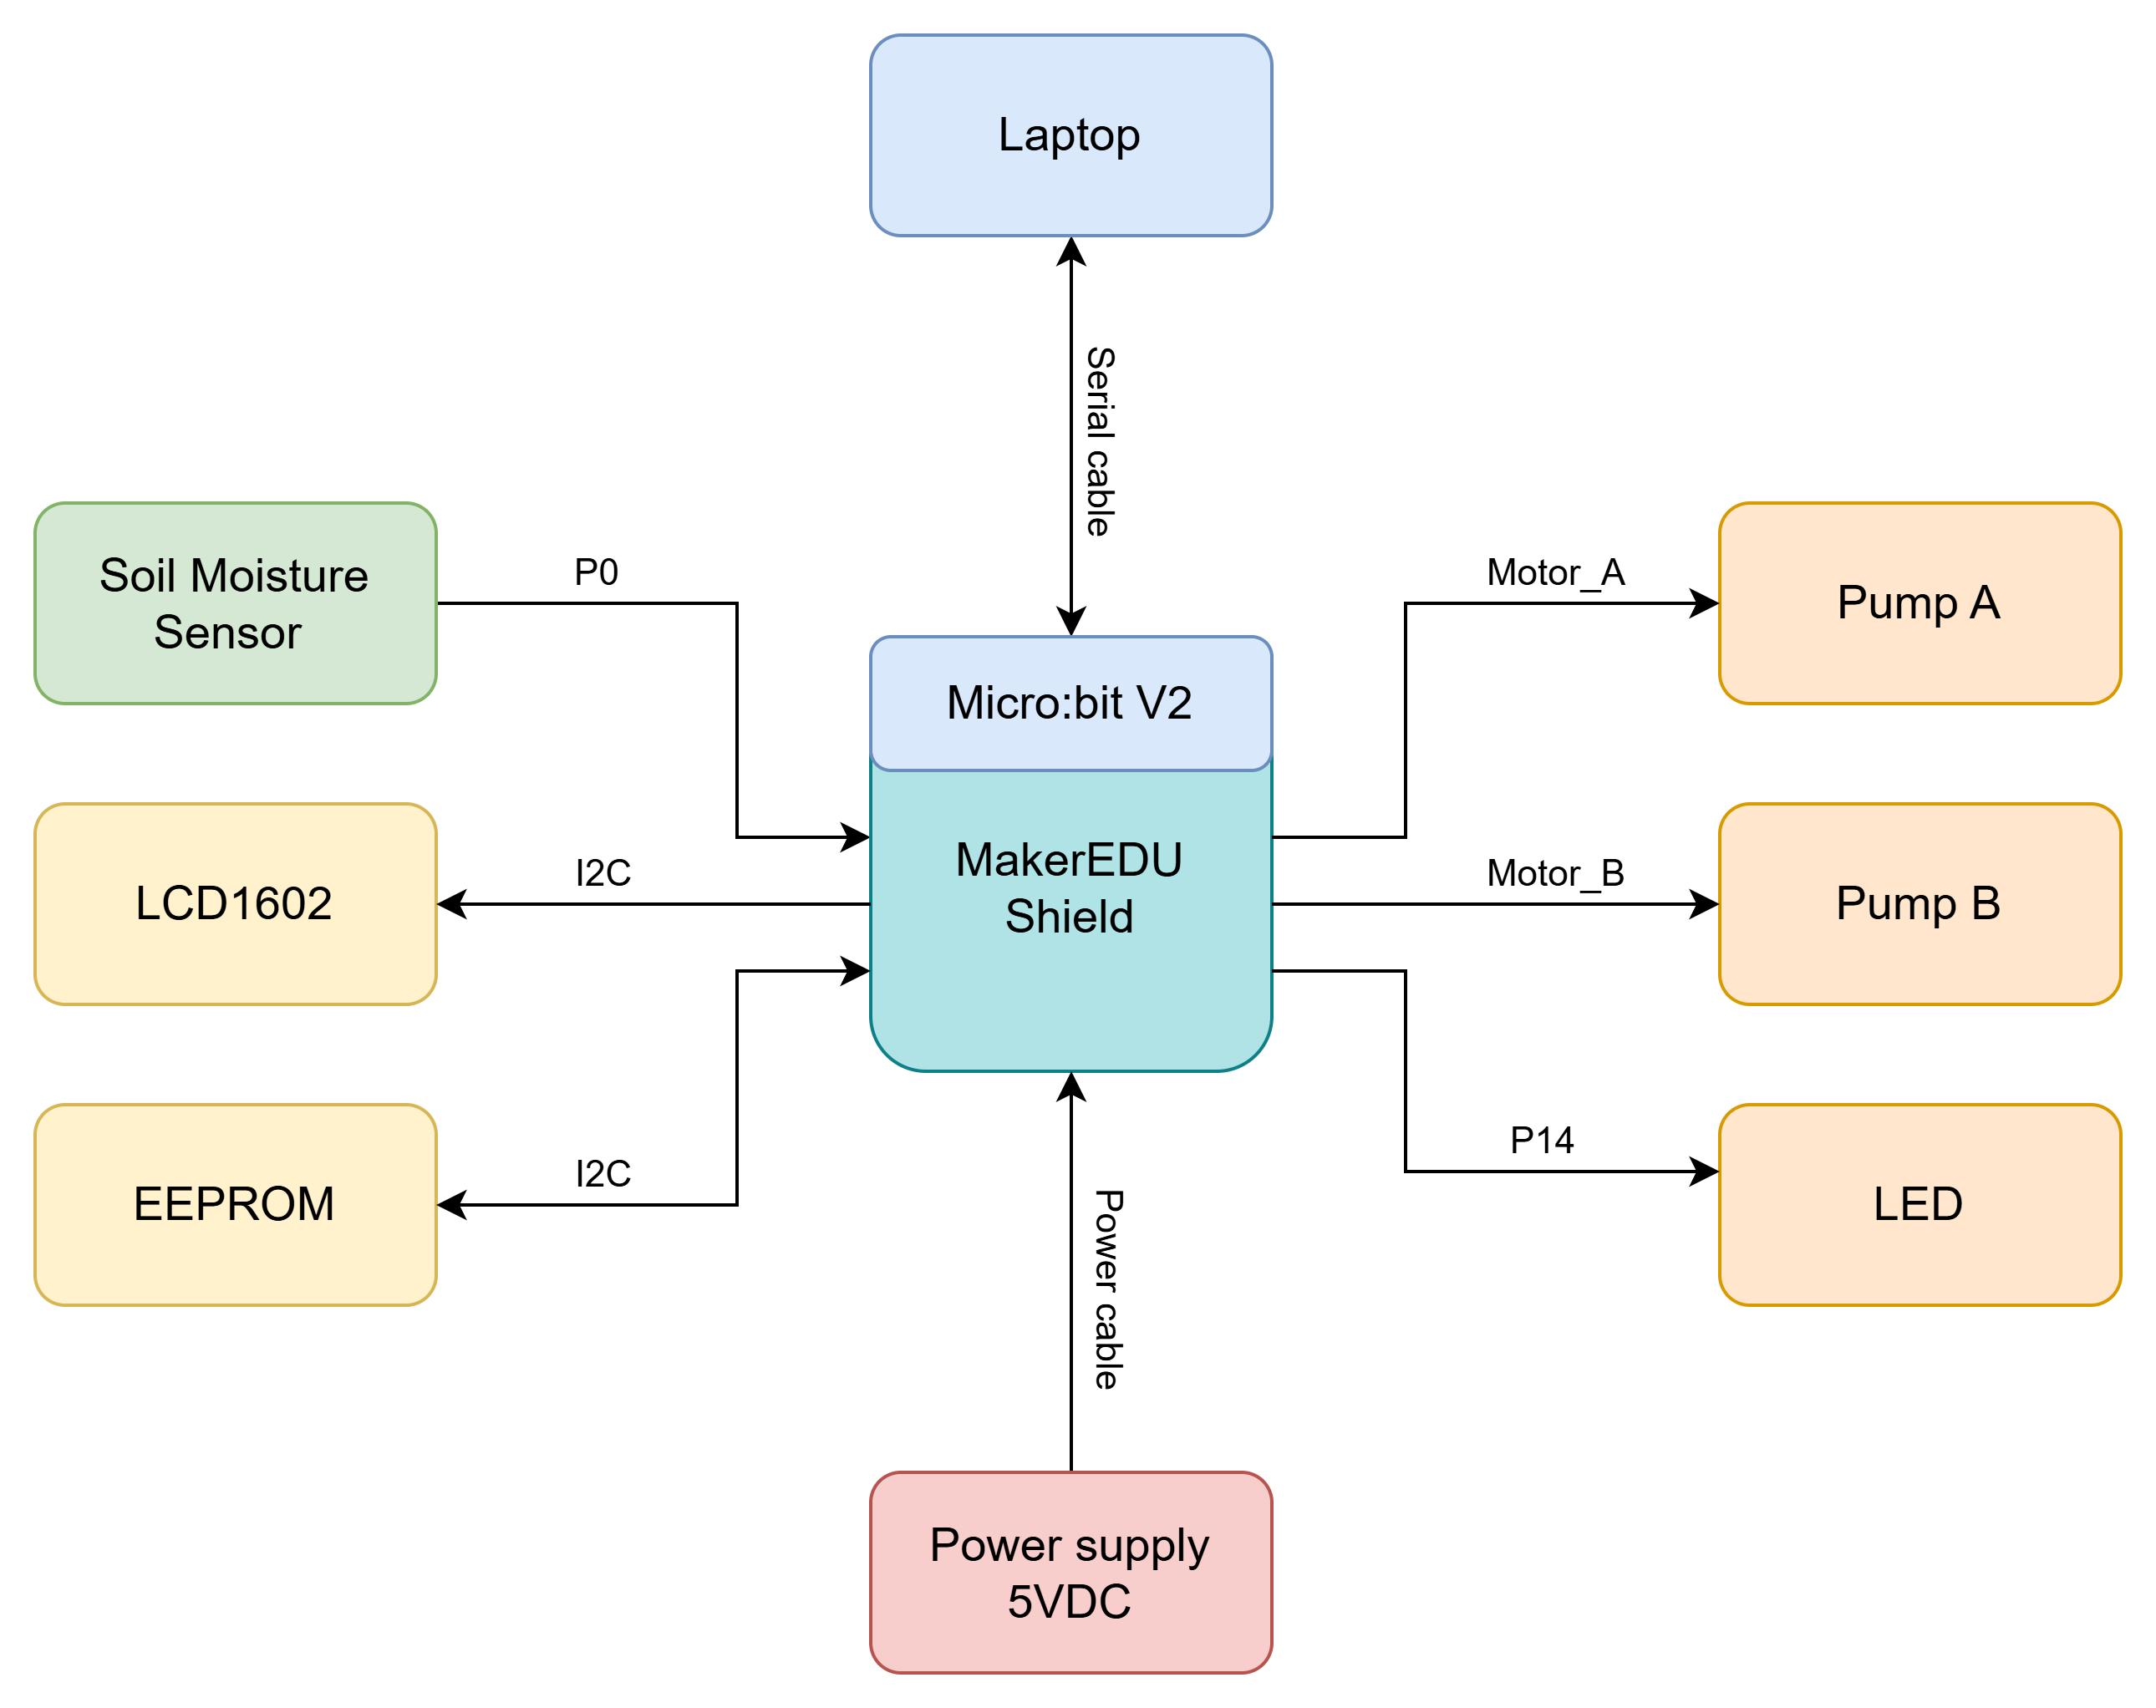 Laptop
Serial cable
Soil Moisture
Sensor
P0
Motor_A
Pump A
Micro:bit V2
MakerEDU
Shield
LCD1602
I2C
Motor_B
Pump B
EEPROM
I2C
P14
LED
Power cable
Power supply
5VDC